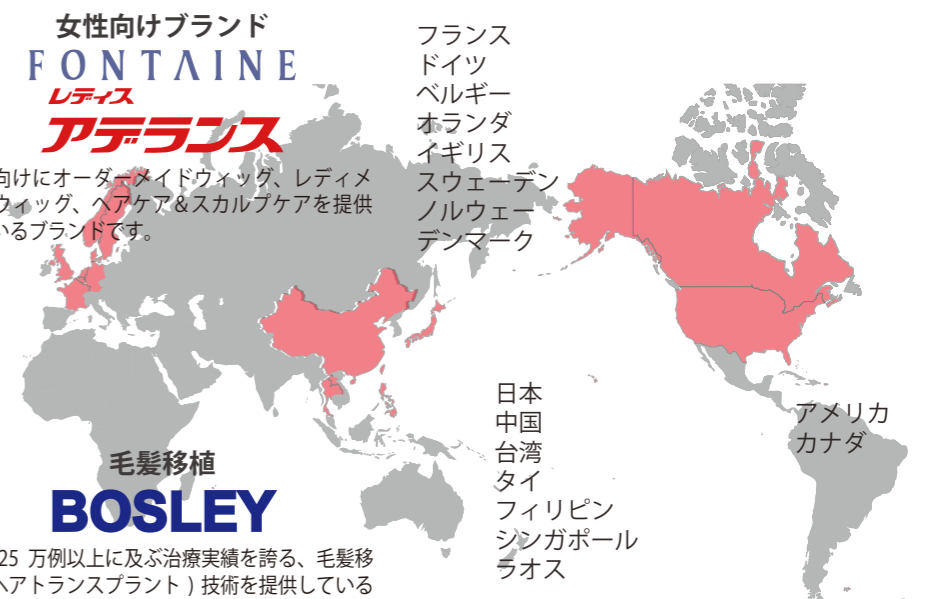 女性向けブランド
FONTAINE
レディス
アデランス
向けにオーダーメイドウィッグ、レディメ
ウィッグ、ヘアケア＆スカルプケアを提供
いるブランドです。
フランス
ドイツ
ベルギー
オランダ
イギリス
スウェーデン
ノルウェー
デンマーク
日本
中国
台湾
タイ
フィリピン
シンガポール
ラオス
アメリカ
カナダ
毛髪移植
BOSLEY
25 万例以上に及ぶ治療実績を誇る、毛髪移
ヘアトランスプラント ) 技術を提供している